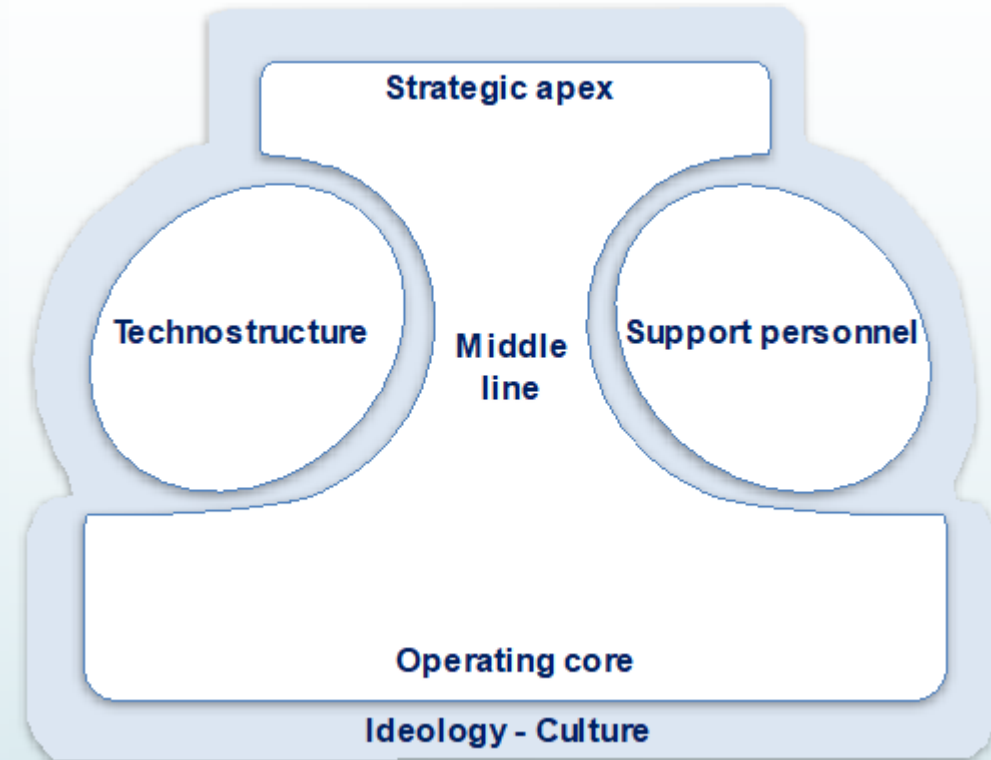 Strategic apex
Technostructure
Middle
line
Support personnel
Operating core
Ideology - Culture